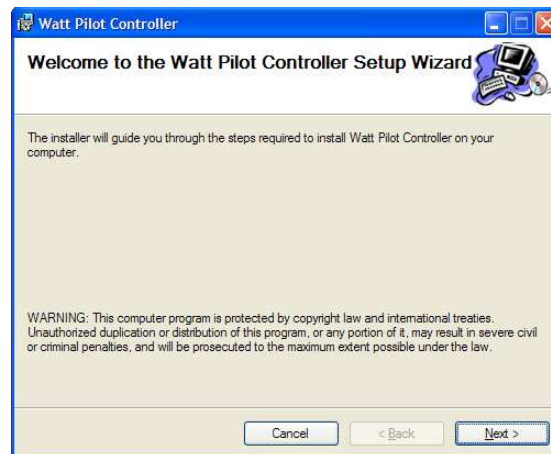 Watt Pilot Controller
Welcome to the Watt Pilot Controller Setup Wizard
The installer will guide you through the steps required to install Watt Pilot Controller on your
computer.
WARNING: This computer program is protected by copyright law and international treaties.
Unauthorized duplication or distribution of this program, or any portion of it, may result in severe civil
or criminal penalties, and will be prosecuted to the maximum extent possible under the law.
Cancel
< Back
Next >